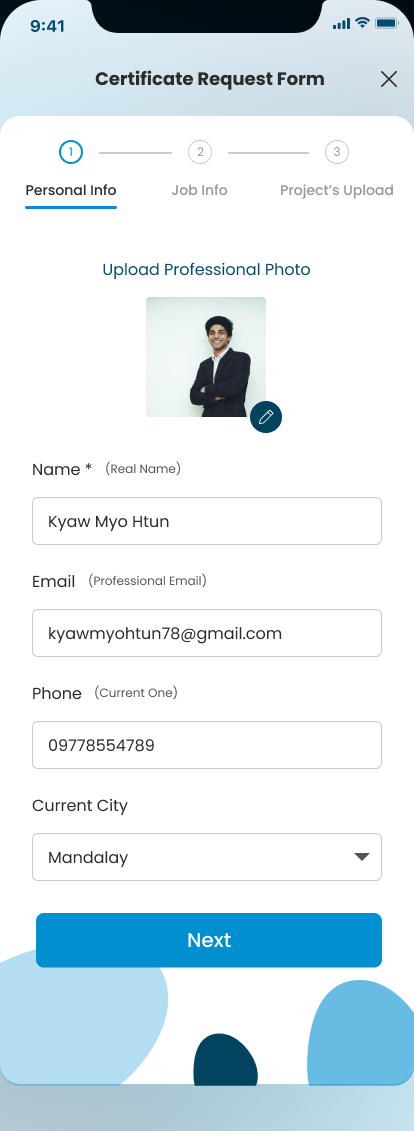 9:41
Certificate Request Form
1 2 3
Personal Info Job Info Project's Upload
Upload Professional Photo
Name * (Real Name)
Kyaw Myo Htun
Email (Professional Email)
kyawmyohtun78@gmail.com
Phone (Current One)
09778554789
Current City
Mandalay
Next